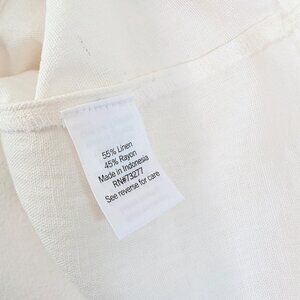 55% Linen
45% Rayon
Made in Indonesia
RN#73277
See reverse for care